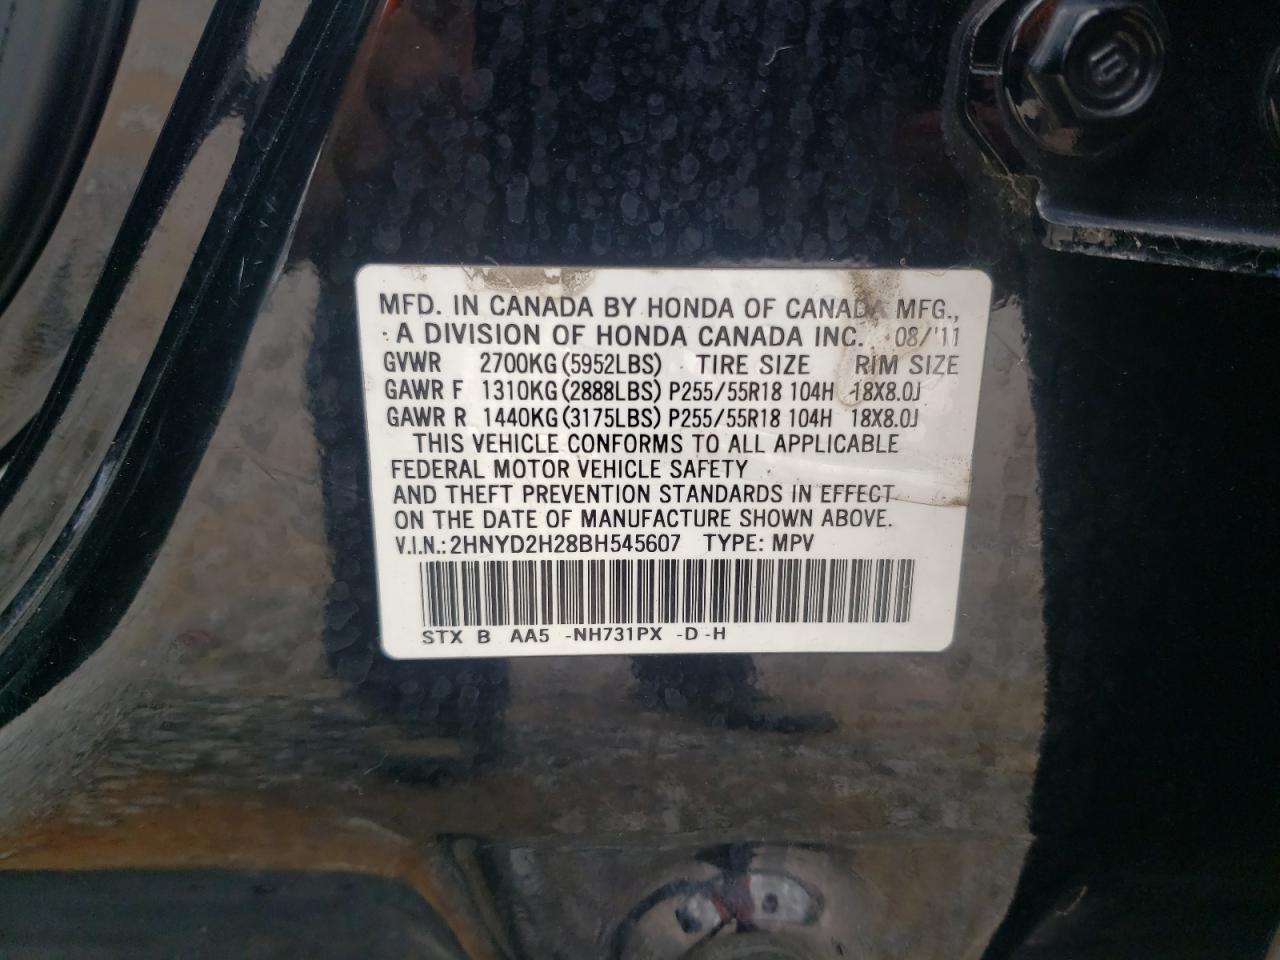 MFD. IN CANADA BY HONDA OF CANADA MFG.,
A DIVISION OF HONDA CANADA INC. 08/'11
GVWR 2700KG (5952LBS) TIRE SIZE RIM SIZE
GAWR F 1310KG (2888LBS) P255/55R18 104H 18X8.0J
GAWR R 1440KG (3175LBS) P255/55R18 104H 18X8.0J
THIS VEHICLE CONFORMS TO ALL APPLICABLE
FEDERAL MOTOR VEHICLE SAFETY
AND THEFT PREVENTION STANDARDS IN EFFECT
ON THE DATE OF MANUFACTURE SHOWN ABOVE.
V.I.N.: 2HNYD2H28BH545607 TYPE: MPV
STX B AA5 -NH731PX -D -H